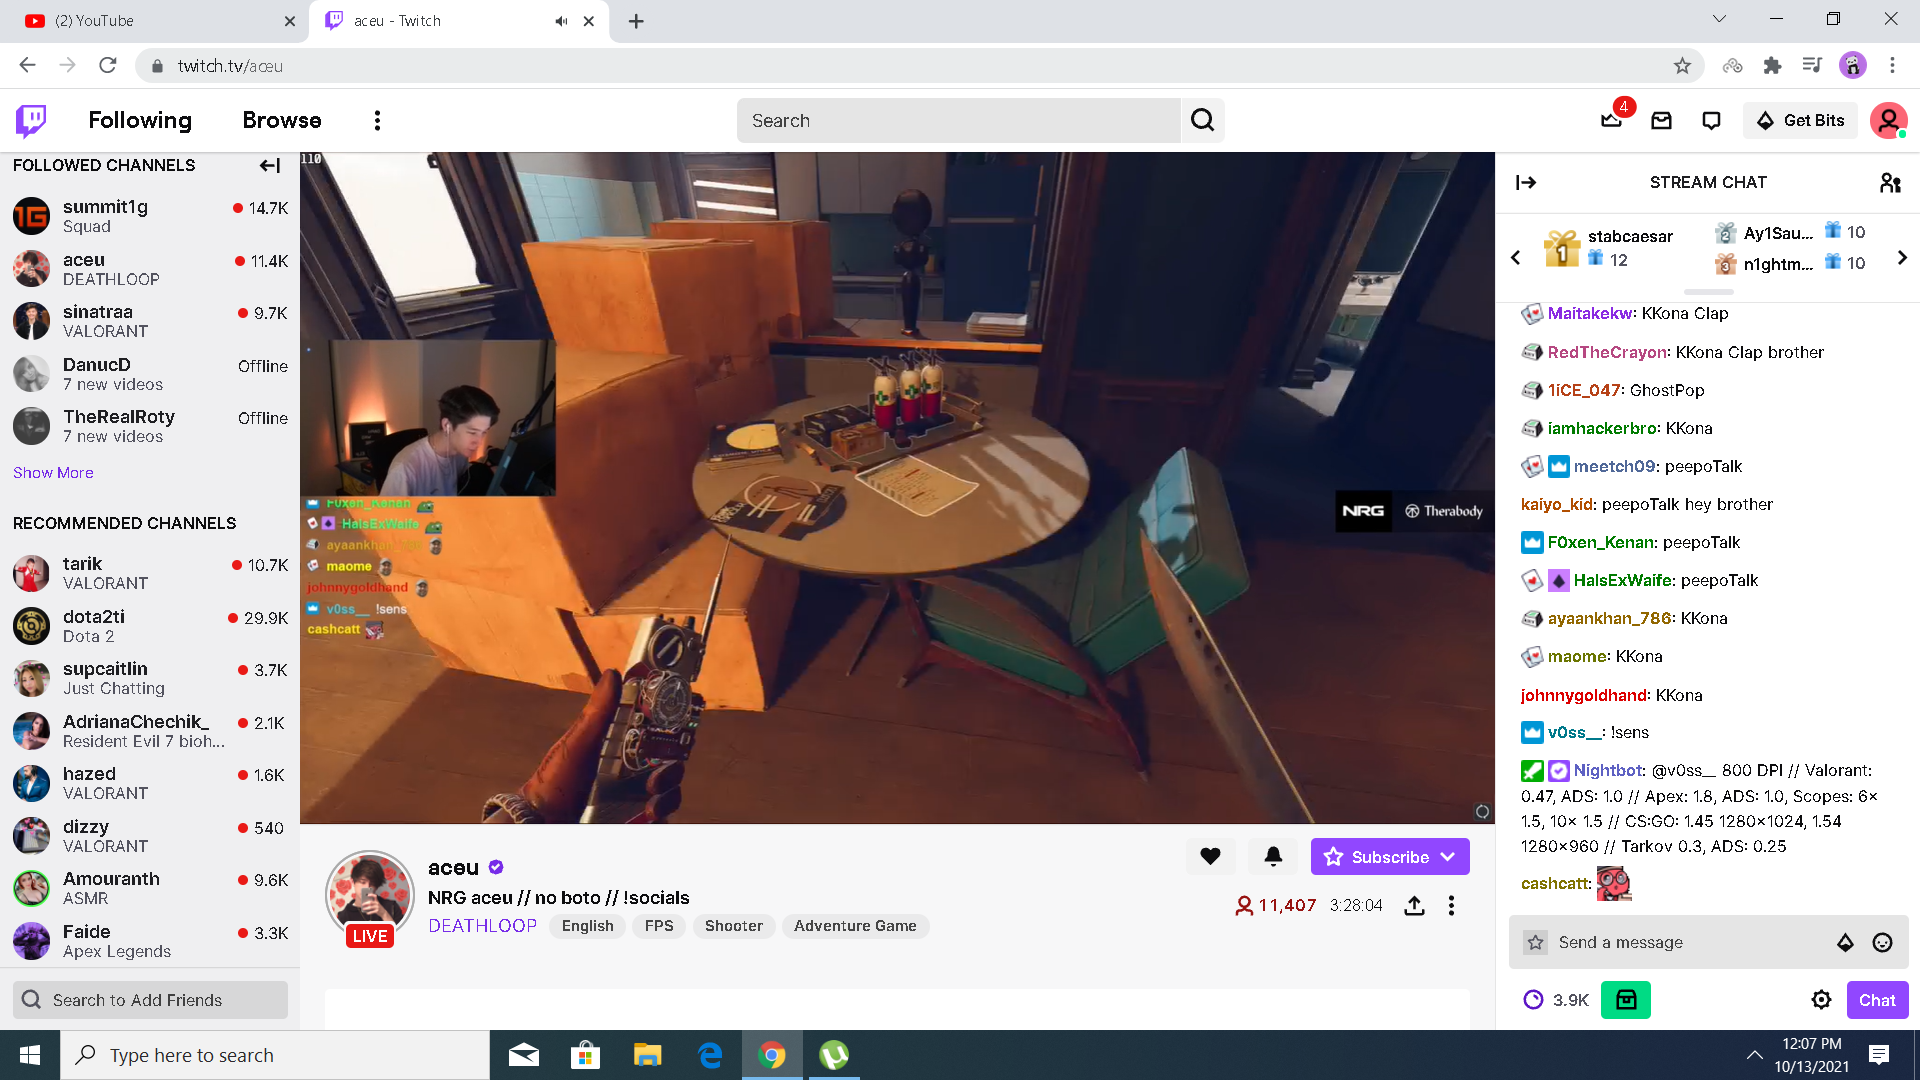 (2) YouTube
aceu - Twitch
twitch.tv/aceu
Following
Browse
Search
4
Get Bits
FOLLOWED CHANNELS
summit1g
14.7K
Squad
aceu
11.4K
DEATHLOOP
sinatraa
9.7K
VALORANT
DanucD
Offline
7 new videos
TheRealRoty
Offline
7 new videos
Show More
RECOMMENDED CHANNELS
tarik
10.7K
VALORANT
dota2ti
29.9K
Dota 2
supcaitlin
3.7K
Just Chatting
AdrianaChechik_
2.1K
Resident Evil 7 bioh...
hazed
1.6K
VALORANT
dizzy
540
VALORANT
Amouranth
9.6K
ASMR
Faide
3.3K
Apex Legends
Search to Add Friends
110
F0xen_Kenan
HalsExWaife
ayaankhan_786
maome
johnnygoldhand
v0ss__ !sens
cashcatt
NRG
Therabody
LIVE
aceu
NRG aceu // no boto // !socials
DEATHLOOP
English
FPS
Shooter
Adventure Game
Subscribe
11,407
3:28:04
STREAM CHAT
1
stabcaesar
12
2
Ay1Sau...
10
3
n1ghtm...
10
Maitakekw: KKona Clap
RedTheCrayon: KKona Clap brother
1iCE_047: GhostPop
iamhackerbro: KKona
meetch09: peepoTalk
kaiyo_kid: peepoTalk hey brother
F0xen_Kenan: peepoTalk
HalsExWaife: peepoTalk
ayaankhan_786: KKona
maome: KKona
johnnygoldhand: KKona
v0ss__: !sens
Nightbot: @v0ss__ 800 DPI // Valorant:
0.47, ADS: 1.0 // Apex: 1.8, ADS: 1.0, Scopes: 6x
1.5, 10x 1.5 // CS:GO: 1.45 1280x1024, 1.54
1280x960 // Tarkov 0.3, ADS: 0.25
cashcatt:
Send a message
3.9K
Chat
Type here to search
12:07 PM
10/13/2021